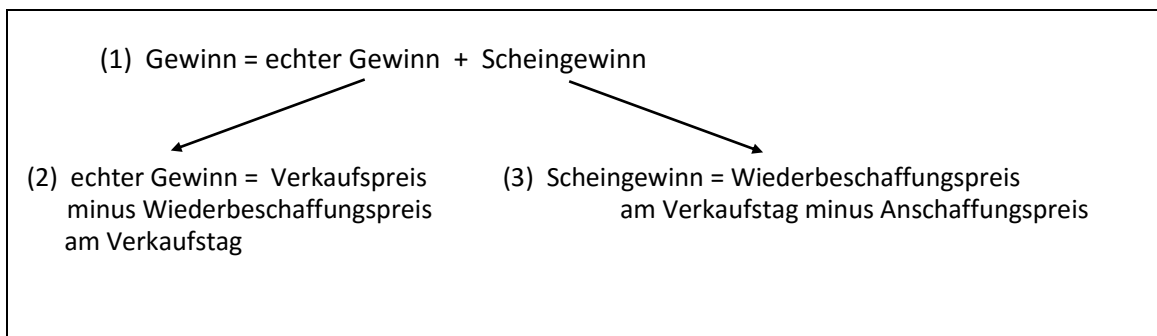 (1) Gewinn = echter Gewinn + Scheingewinn
(2) echter Gewinn = Verkaufspreis
minus Wiederbeschaffungspreis
am Verkaufstag
(3) Scheingewinn = Wiederbeschaffungspreis
am Verkaufstag minus Anschaffungspreis